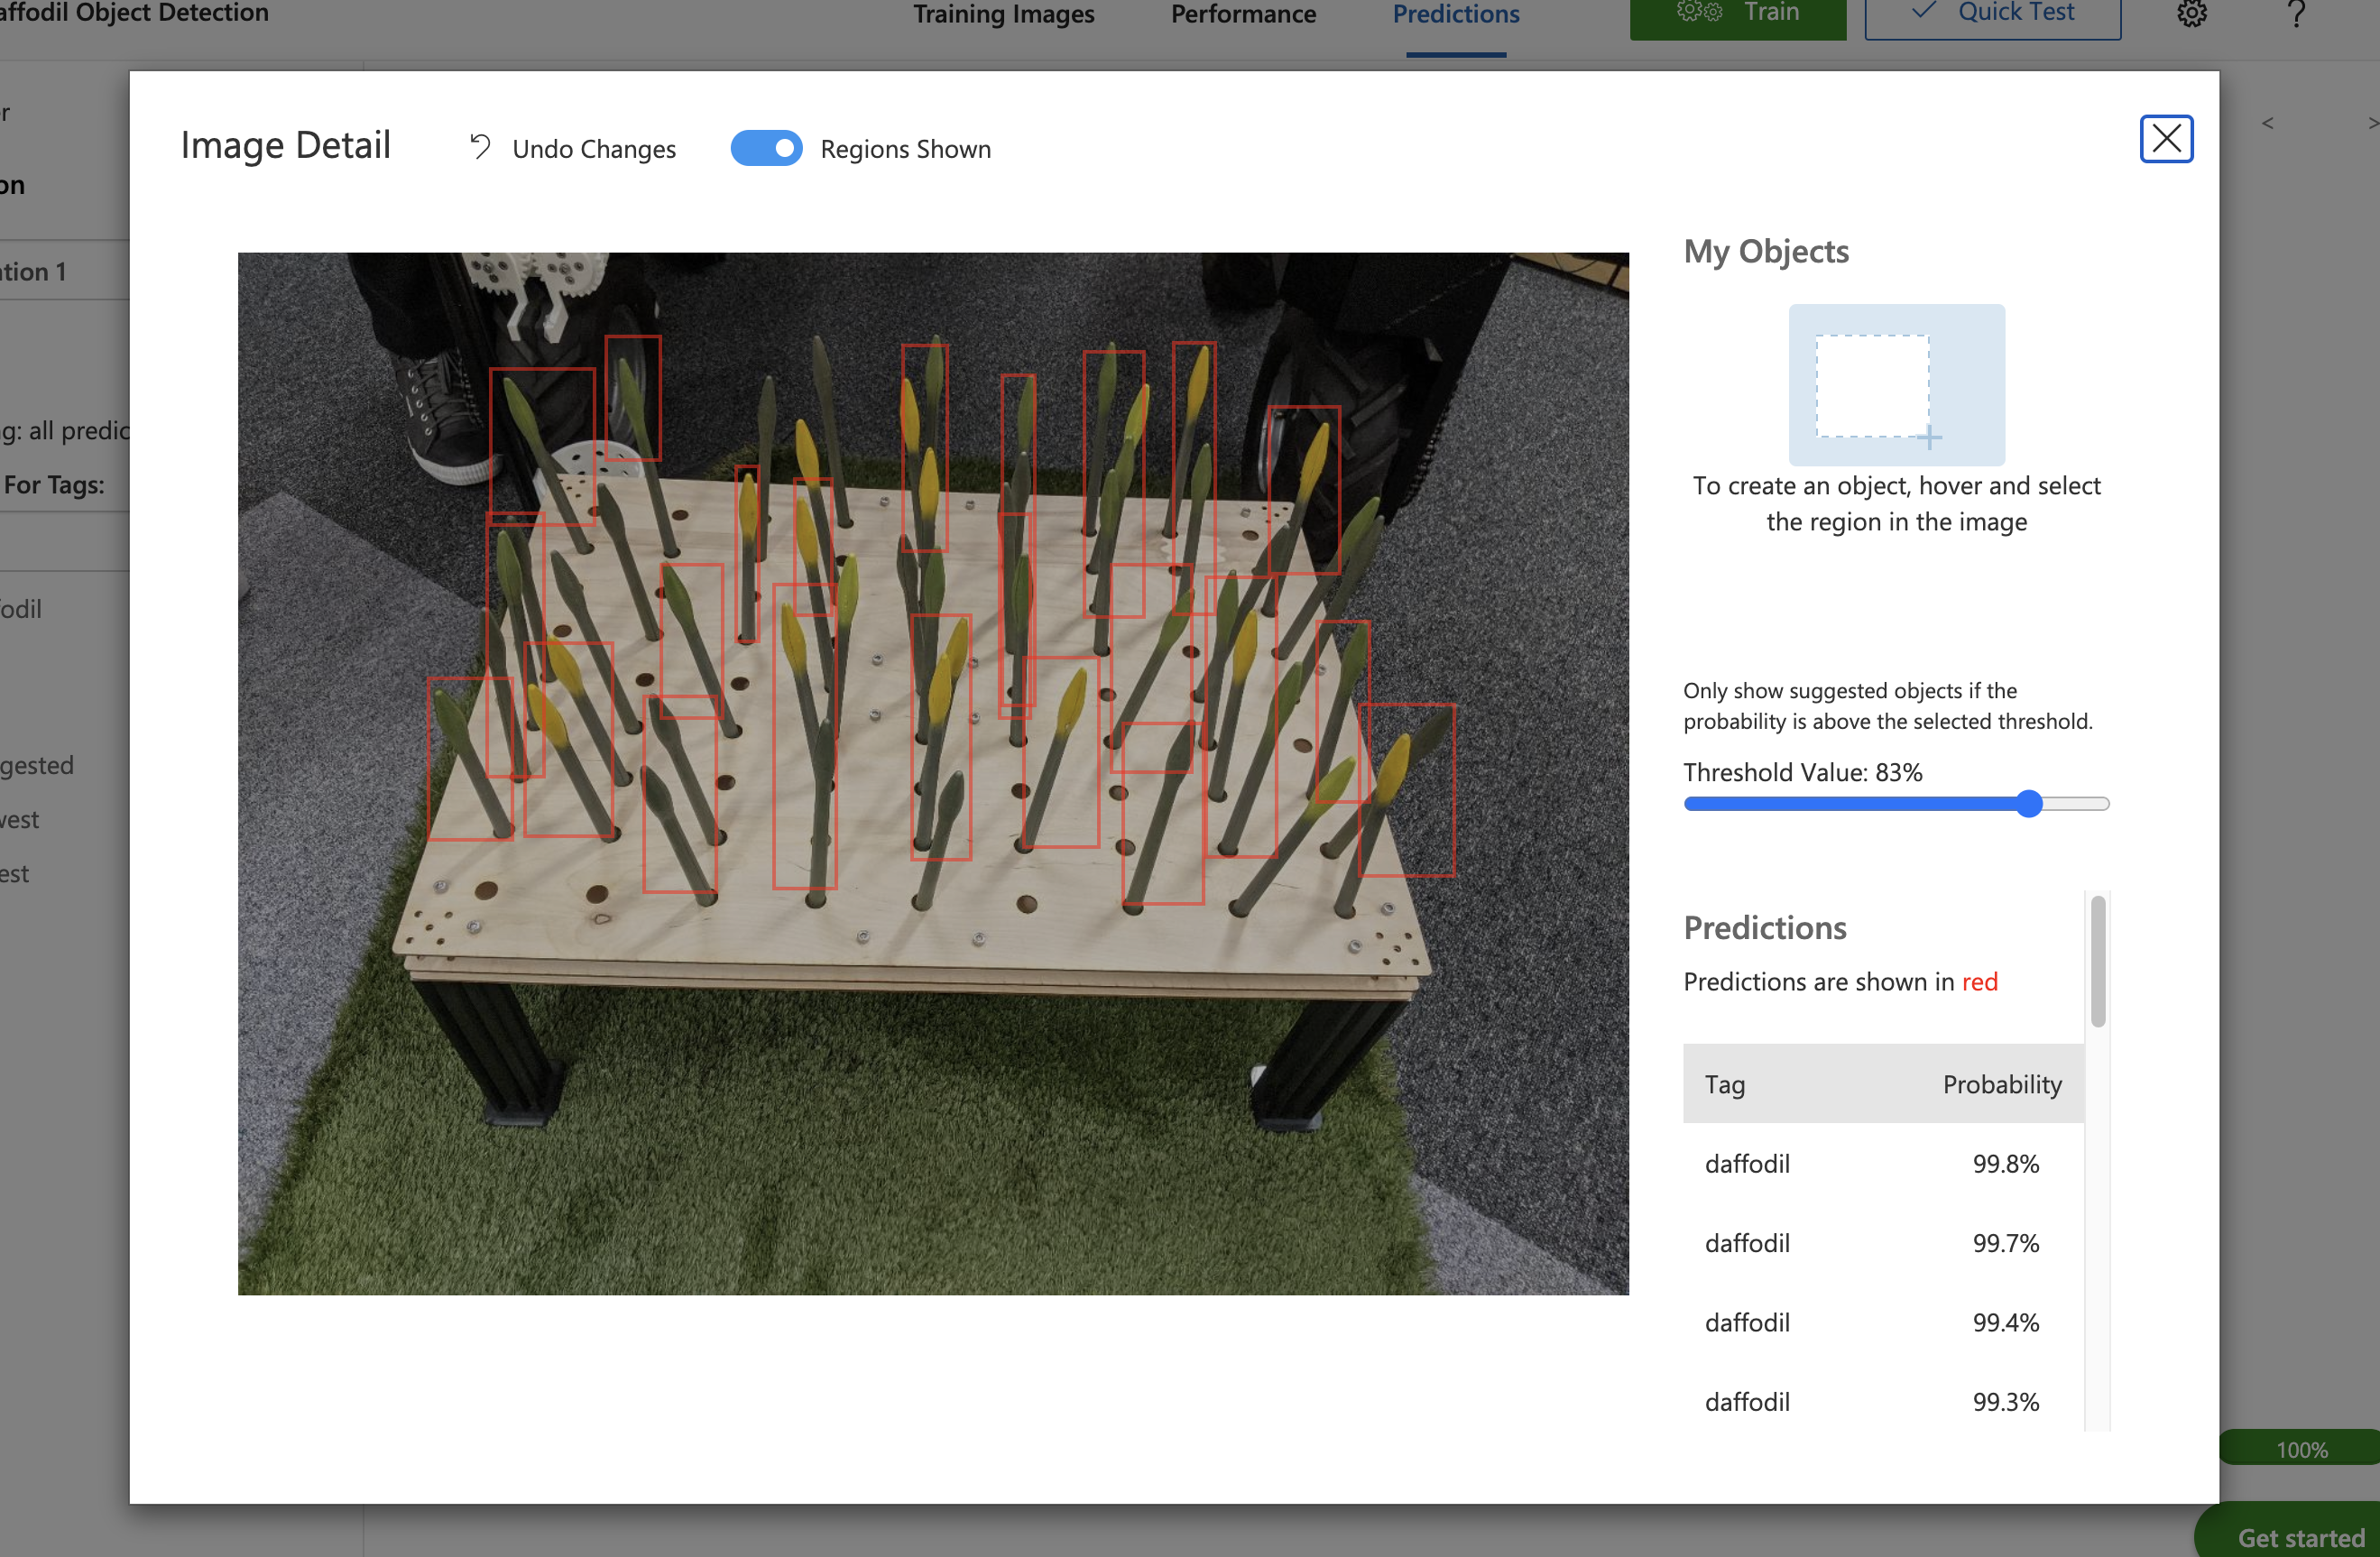 affodil Object Detection
Training Images
Performance
Predictions
Train
Quick Test
?
r
on
<
>
Image Detail
Undo Changes
Regions Shown
ation 1
g: all predic
For Tags:
odil
gested
vest
est
My Objects
To create an object, hover and select
the region in the image
Only show suggested objects if the
probability is above the selected threshold.
Threshold Value: 83%
Predictions
Predictions are shown in red
Tag Probability
daffodil 99.8%
daffodil 99.7%
daffodil 99.4%
daffodil 99.3%
100%
Get started